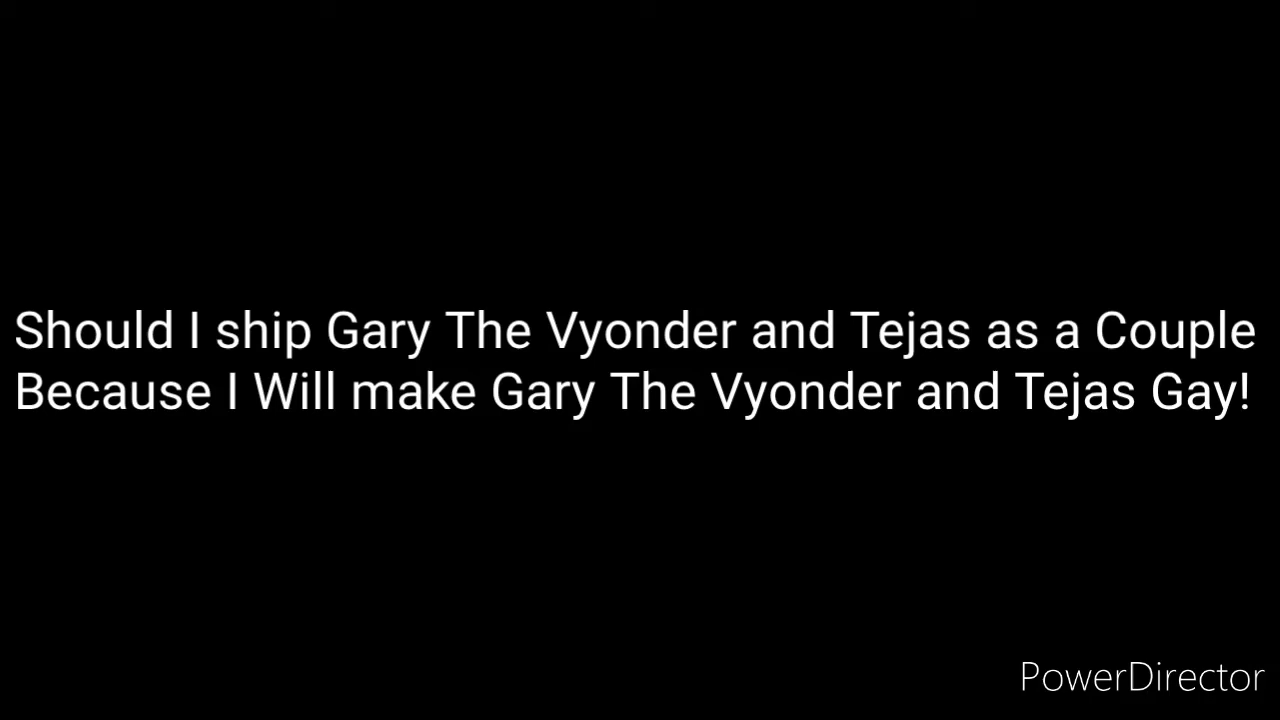 Should I ship Gary The Vyonder and Tejas as a Couple
Because I Will make Gary The Vyonder and Tejas Gay!
PowerDirector